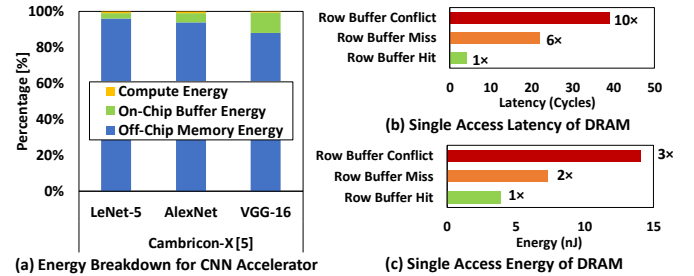 100%
80%
60%
40%
20%
0%
Percentage [%]
Compute Energy
On-Chip Buffer Energy
Off-Chip Memory Energy
LeNet-5 AlexNet VGG-16
Cambricon-X [5]
(a) Energy Breakdown for CNN Accelerator
Row Buffer Conflict 10×
Row Buffer Miss 6×
Row Buffer Hit 1×
0 10 20 30 40 50
Latency (Cycles)
(b) Single Access Latency of DRAM
Row Buffer Conflict 3×
Row Buffer Miss 2×
Row Buffer Hit 1×
0 5 10 15
Energy (nJ)
(c) Single Access Energy of DRAM